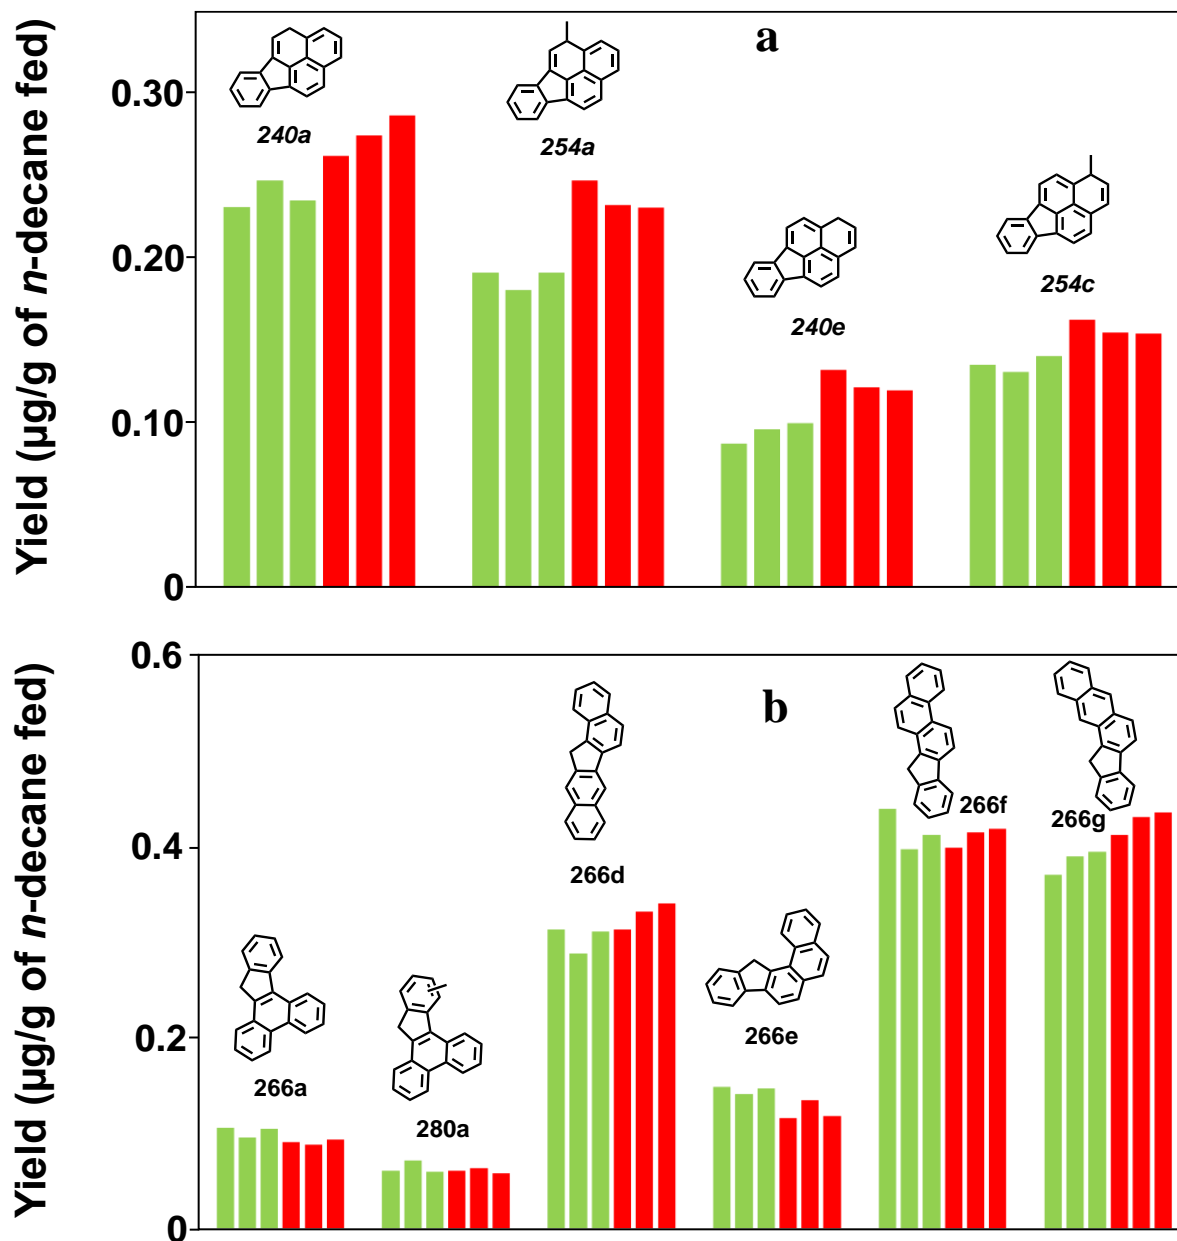 Yield (µg/g of n-decane fed)
a
0.30
0.20
0.10
0
240a
254a
240e
254c
Yield (µg/g of n-decane fed)
b
0.6
0.4
0.2
0
266a
280a
266d
266e
266f
266g